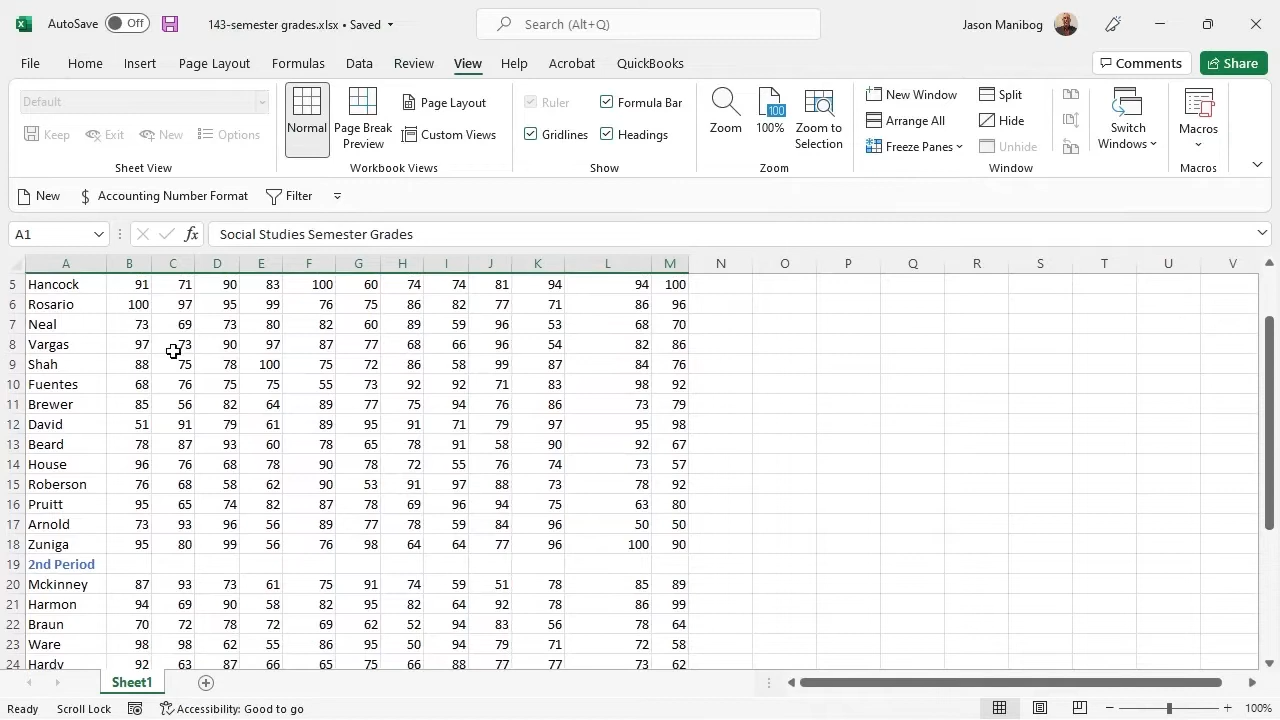 AutoSave Off 143-semester grades.xlsx • Saved Search (Alt+Q) Jason Manibog
File Home Insert Page Layout Formulas Data Review View Help Acrobat QuickBooks Comments Share
Default
Keep Exit New Options
Sheet View
Normal
Page Break Preview
Page Layout
Custom Views
Workbook Views
Ruler Formula Bar
Gridlines Headings
Show
Zoom
100 100%
Zoom to Selection
Zoom
New Window Split
Arrange All Hide
Freeze Panes Unhide
Switch Windows
Window
Macros
Macros
New $ Accounting Number Format Filter
A1 fx Social Studies Semester Grades
A B C D E F G H I J K L M N O P Q R S T U V
5 Hancock 91 71 90 83 100 60 74 74 81 94 94 100
6 Rosario 100 97 95 99 76 75 86 82 77 71 86 96
7 Neal 73 69 73 80 82 60 89 59 96 53 68 70
8 Vargas 97 73 90 97 87 77 68 66 96 54 82 86
9 Shah 88 75 78 100 75 72 86 58 99 87 84 76
10 Fuentes 68 76 75 75 55 73 92 92 71 83 98 92
11 Brewer 85 56 82 64 89 77 75 94 76 86 73 79
12 David 51 91 79 61 89 95 91 71 79 97 95 98
13 Beard 78 87 93 60 78 65 78 91 58 90 92 67
14 House 96 76 68 78 90 78 72 55 76 74 73 57
15 Roberson 76 68 58 62 90 53 91 97 88 73 78 92
16 Pruitt 95 65 74 82 87 78 69 96 94 75 63 80
17 Arnold 73 93 96 56 89 77 78 59 84 96 50 50
18 Zuniga 95 80 99 56 76 98 64 64 77 96 100 90
19 2nd Period
20 Mckinney 87 93 73 61 75 91 74 59 51 78 85 89
21 Harmon 94 69 90 58 82 95 82 64 92 78 86 99
22 Braun 70 72 78 72 69 62 52 94 83 56 78 64
23 Ware 98 98 62 55 86 95 50 94 79 71 72 58
24 Hardy 92 63 87 66 65 75 66 88 77 77 73 62
Sheet1
Ready Scroll Lock Accessibility: Good to go 100%